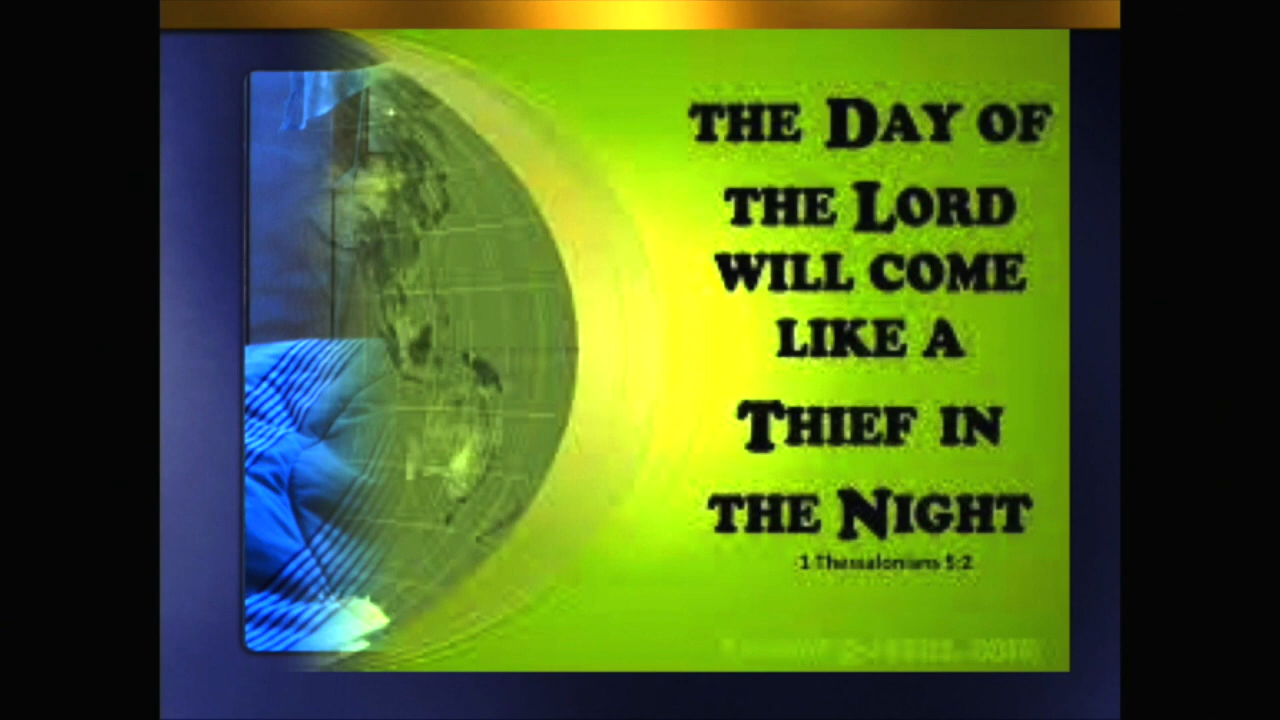 THE DAY OF
THE LORD
WILL COME
LIKE A
THIEF IN
THE NIGHT
1 Thessalonians 5:2